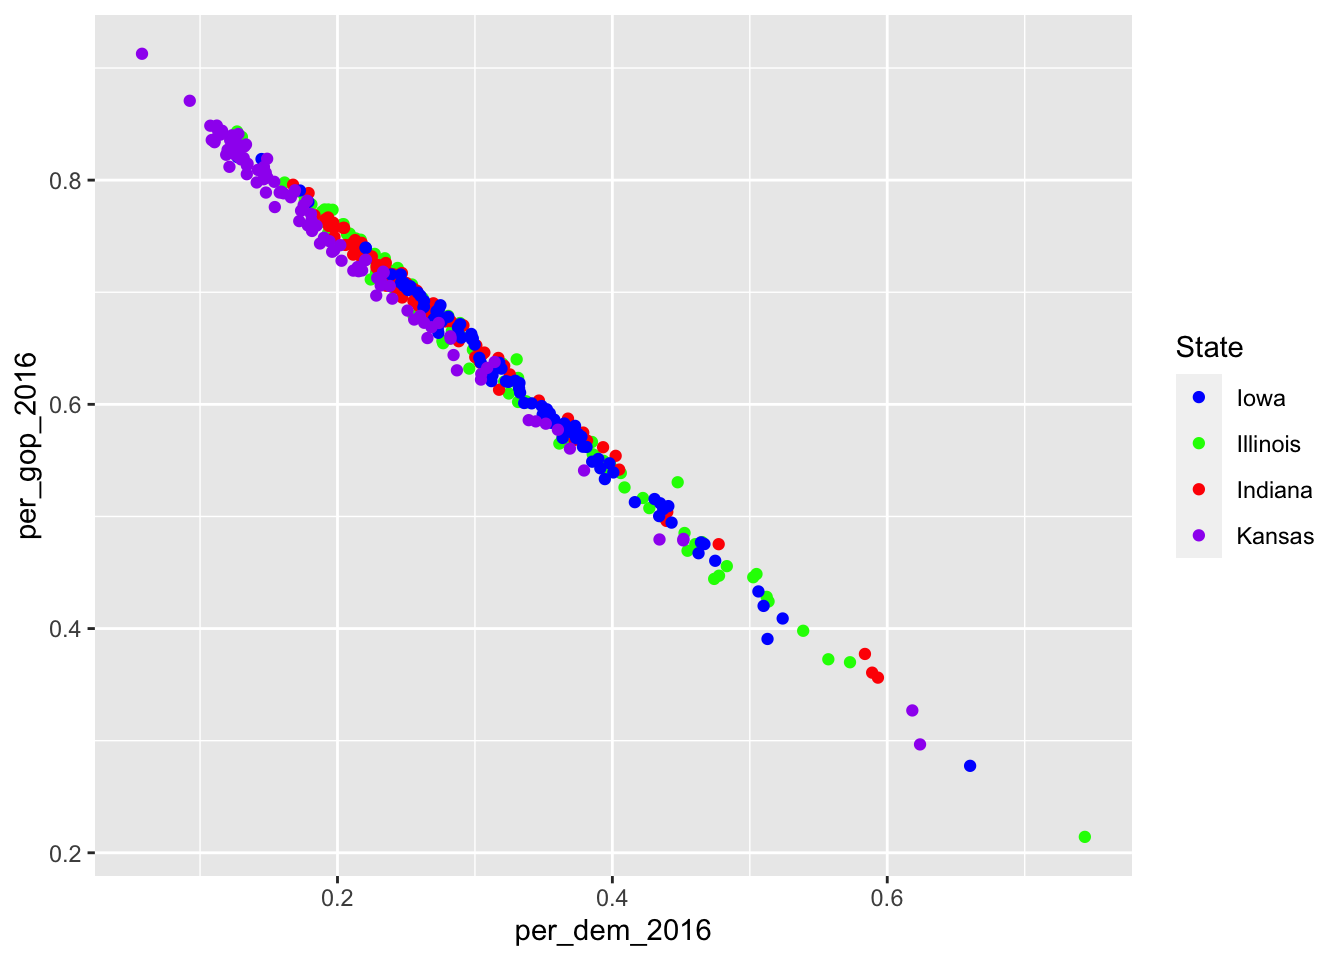 0.8
0.6
0.4
0.2
per_gop_2016
0.2
0.4
0.6
per_dem_2016
State
Iowa
Illinois
Indiana
Kansas